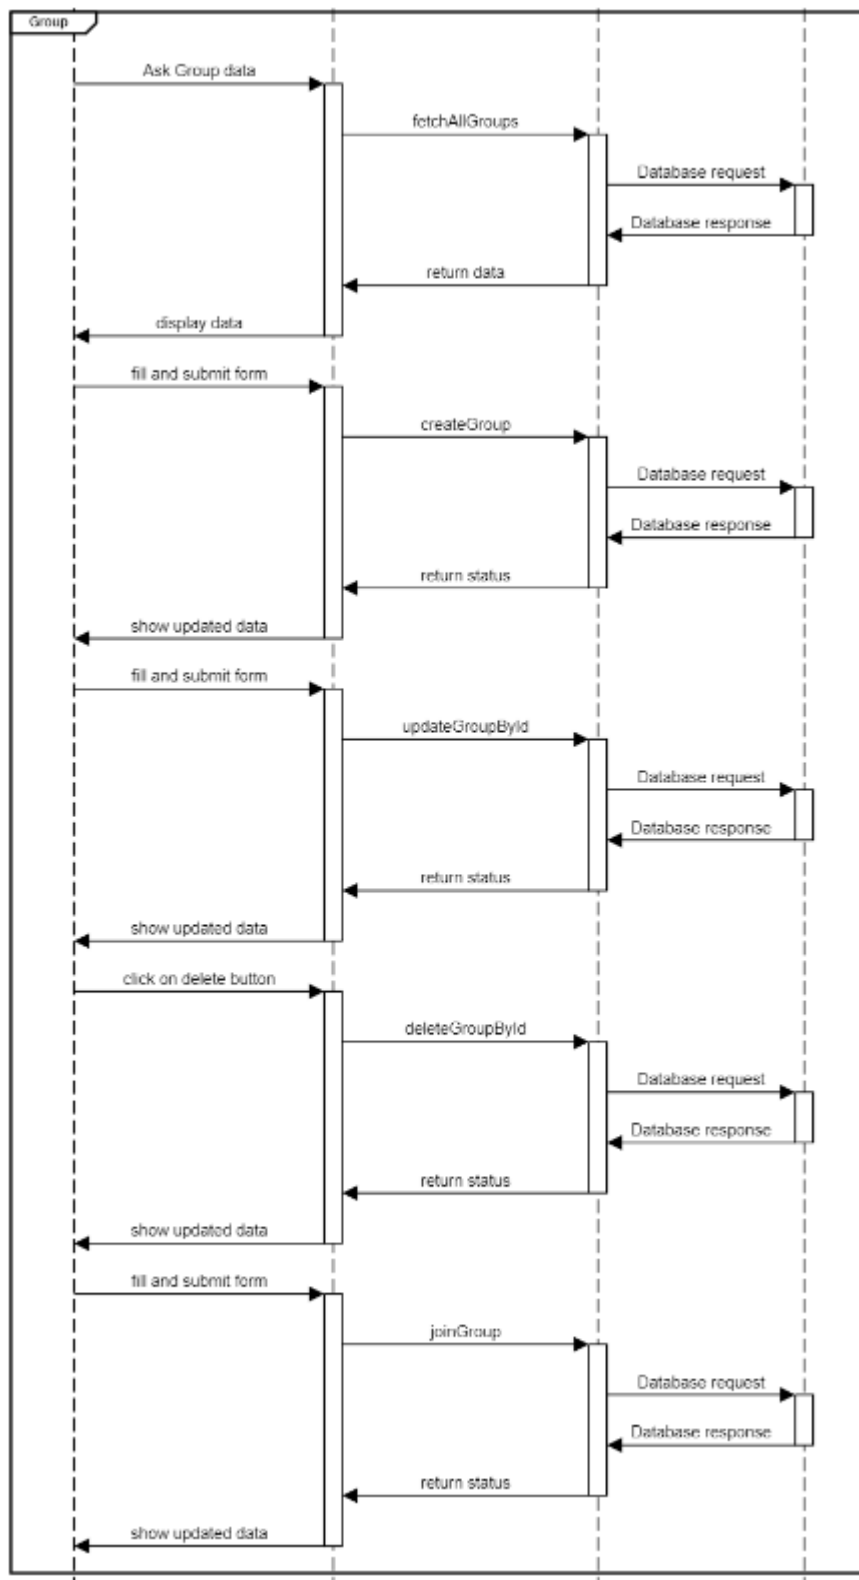 Group
Ask Group data
fetchAllGroups
Database request
Database response
return data
display data
fill and submit form
createGroup
Database request
Database response
return status
show updated data
fill and submit form
updateGroupById
Database request
Database response
return status
show updated data
click on delete button
deleteGroupById
Database request
Database response
return status
show updated data
fill and submit form
joinGroup
Database request
Database response
return status
show updated data